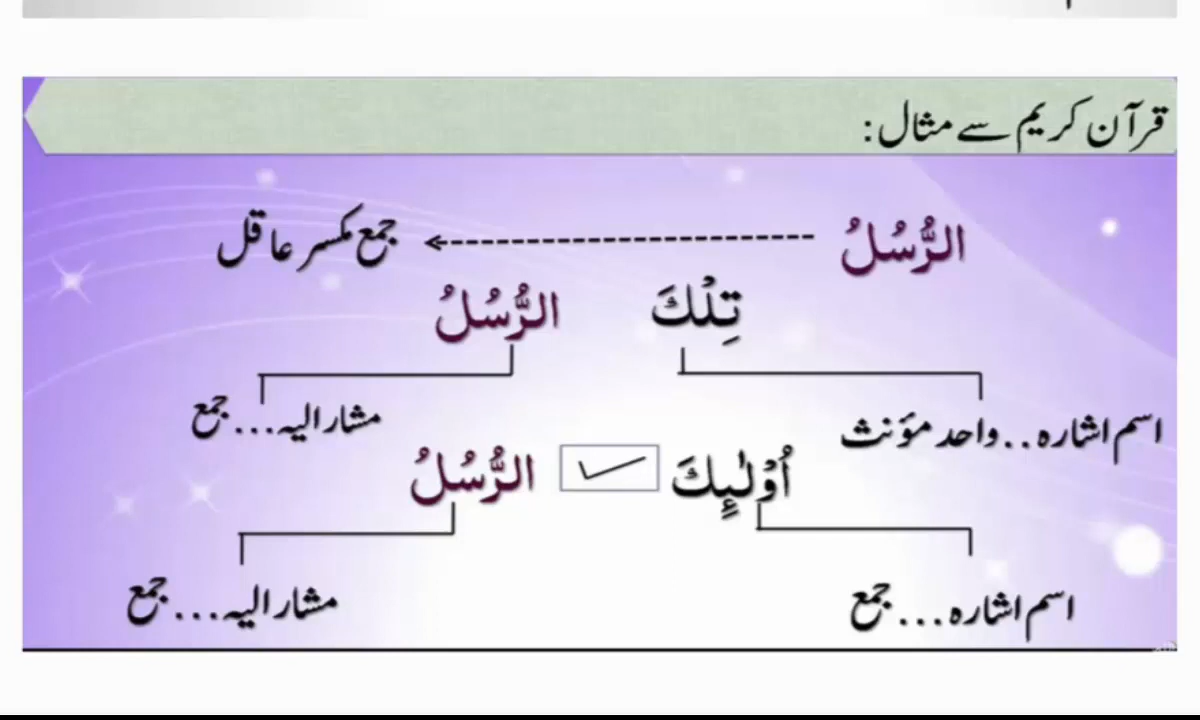 قرآن کریم سے مثال:
الرُّسُلُ جمع مکسر عاقل
تِلْكَ الرُّسُلُ
اسم اشارہ..واحد مؤنث مشار الیہ...جمع
اُوْلٰٓئِكَ الرُّسُلُ
اسم اشارہ...جمع مشار الیہ...جمع